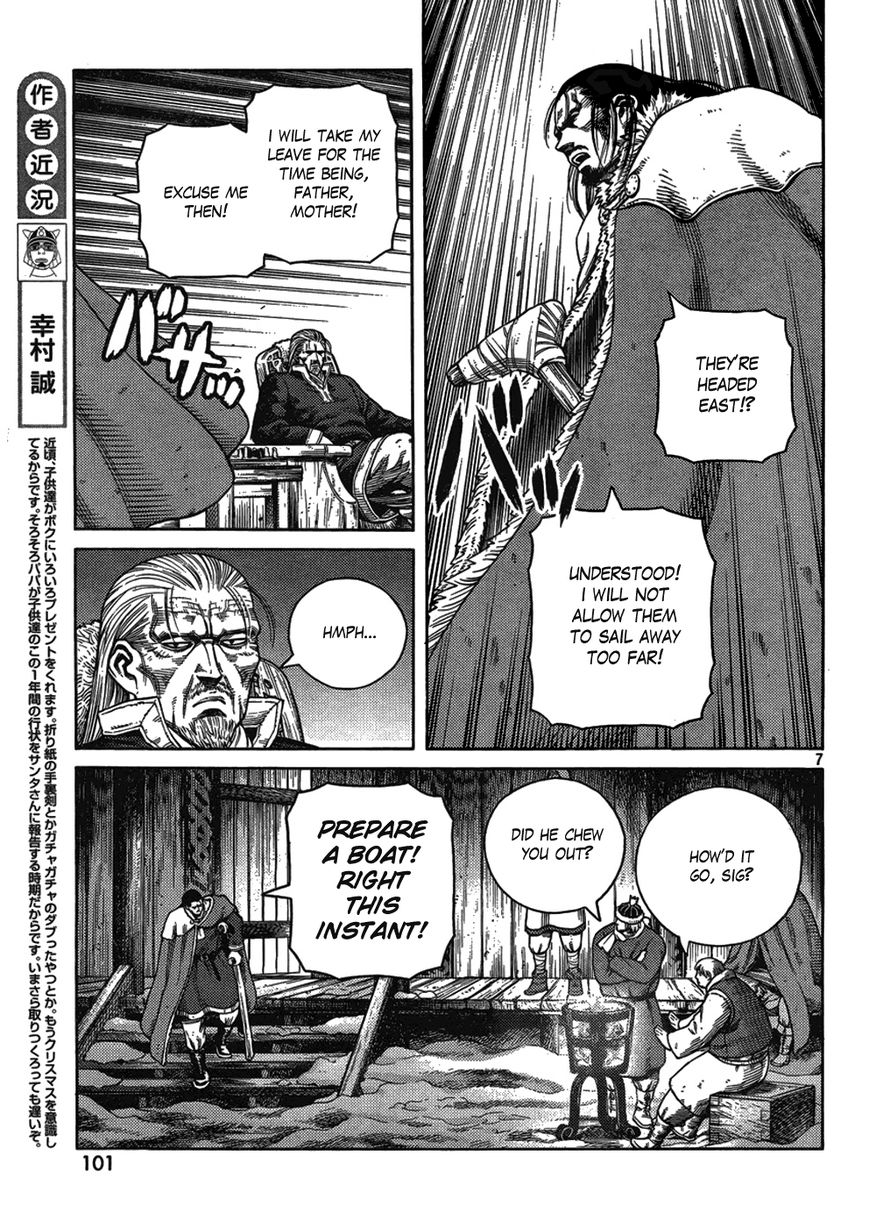 THEY'RE
HEADED
EAST!?
バサッ
UNDERSTOOD!
I WILL NOT
ALLOW THEM
TO SAIL AWAY
TOO FAR!
I WILL TAKE MY
LEAVE FOR THE
TIME BEING,
FATHER,
MOTHER!
EXCUSE ME
THEN!
バサッ
HMPH...
7
HOW'D IT
GO, SIG?
DID HE CHEW
YOU OUT?
PREPARE
A BOAT!
RIGHT
THIS
INSTANT!
作者近況
幸村誠
近頃、子供達がボクにいろいろプレゼントをくれます。折り紙の手裏剣とかガチャガチャのダブったやつとか。もうクリスマスを意識し
てるからです。そろそろパパが子供達のこの1年間の行状をサンタさんに報告する時期だからです。いまさら取りつくろっても遅いぞ。
101